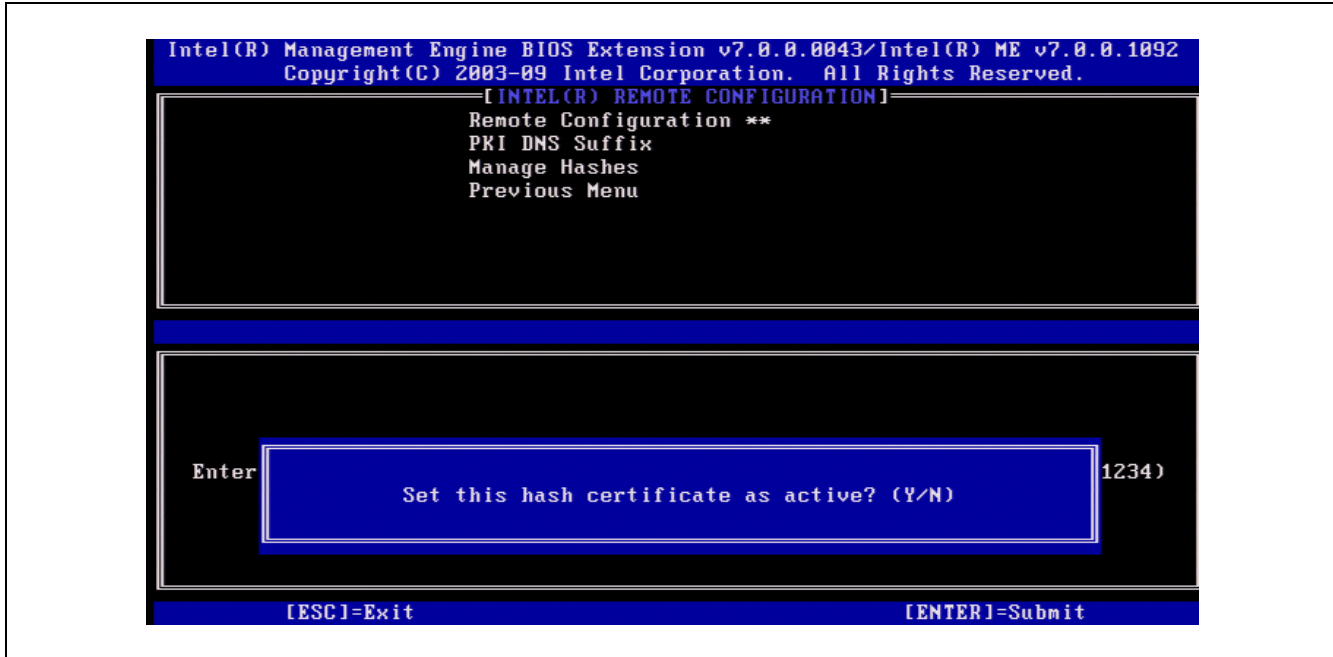 Intel(R) Management Engine BIOS Extension v7.0.0.0043/Intel(R) ME v7.0.0.1092
Copyright(C) 2003-09 Intel Corporation. All Rights Reserved.
[INTEL(R) REMOTE CONFIGURATION]
Remote Configuration **
PKI DNS Suffix
Manage Hashes
Previous Menu
Enter 1234)
Set this hash certificate as active? (Y/N)
[ESC]=Exit [ENTER]=Submit